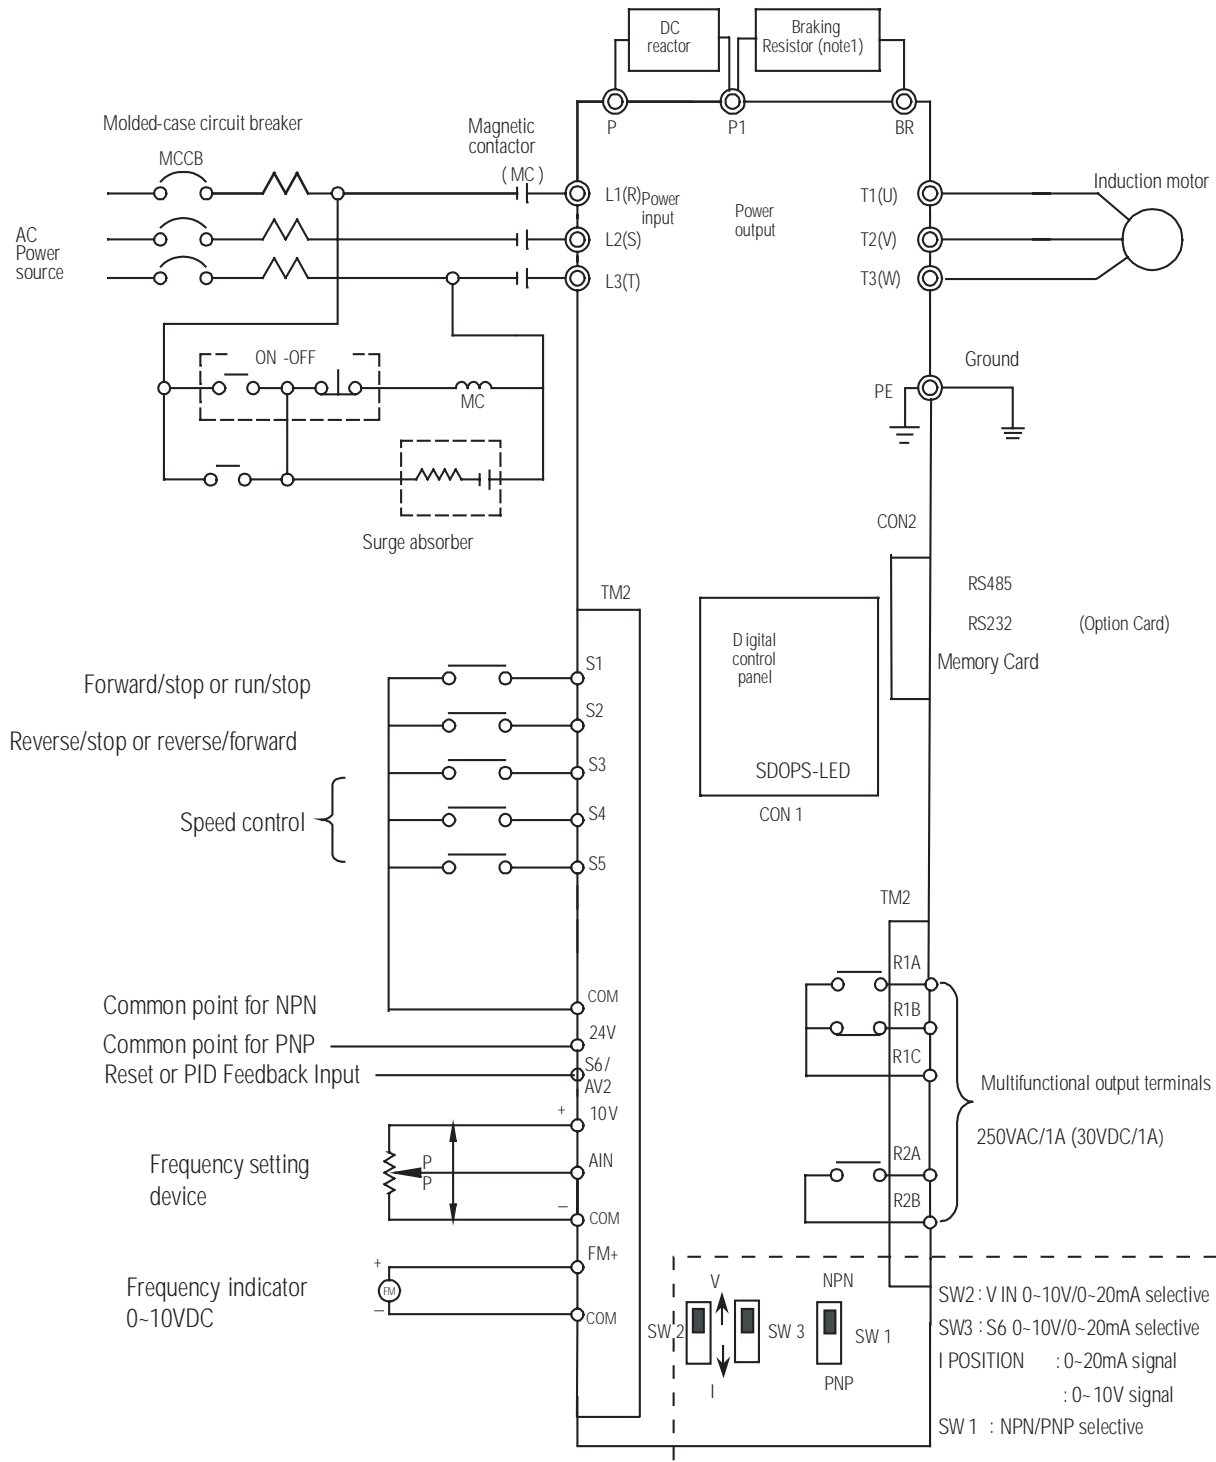 DC
reactor
Braking
Resistor (note1)
P
P1
BR
Molded-case circuit breaker
MCCB
Magnetic
contactor
( MC )
AC
Power
source
L1(R)
Power
input
L2(S)
L3(T)
Power
output
T1(U)
T2(V)
T3(W)
Induction motor
ON -OFF
MC
Surge absorber
PE
Ground
CON2
RS485
RS232
(Option Card)
Memory Card
Digital
control
panel
SDOPS-LED
CON 1
TM2
S1
S2
S3
S4
S5
Forward/stop or run/stop
Reverse/stop or reverse/forward
Speed control
Common point for NPN
COM
Common point for PNP
24V
Reset or PID Feedback Input
S6/
AV2
+
10V
Frequency setting
device
P
P
AIN
–
COM
FM+
+
Frequency indicator
0~10VDC
FM
–
COM
TM2
R1A
R1B
R1C
R2A
R2B
Multifunctional output terminals
250VAC/1A (30VDC/1A)
V
I
SW 2
SW 3
NPN
SW 1
PNP
SW2 : V IN 0~10V/0~20mA selective
SW3 : S6 0~10V/0~20mA selective
I POSITION : 0~20mA signal
: 0~10V signal
SW 1 : NPN/PNP selective